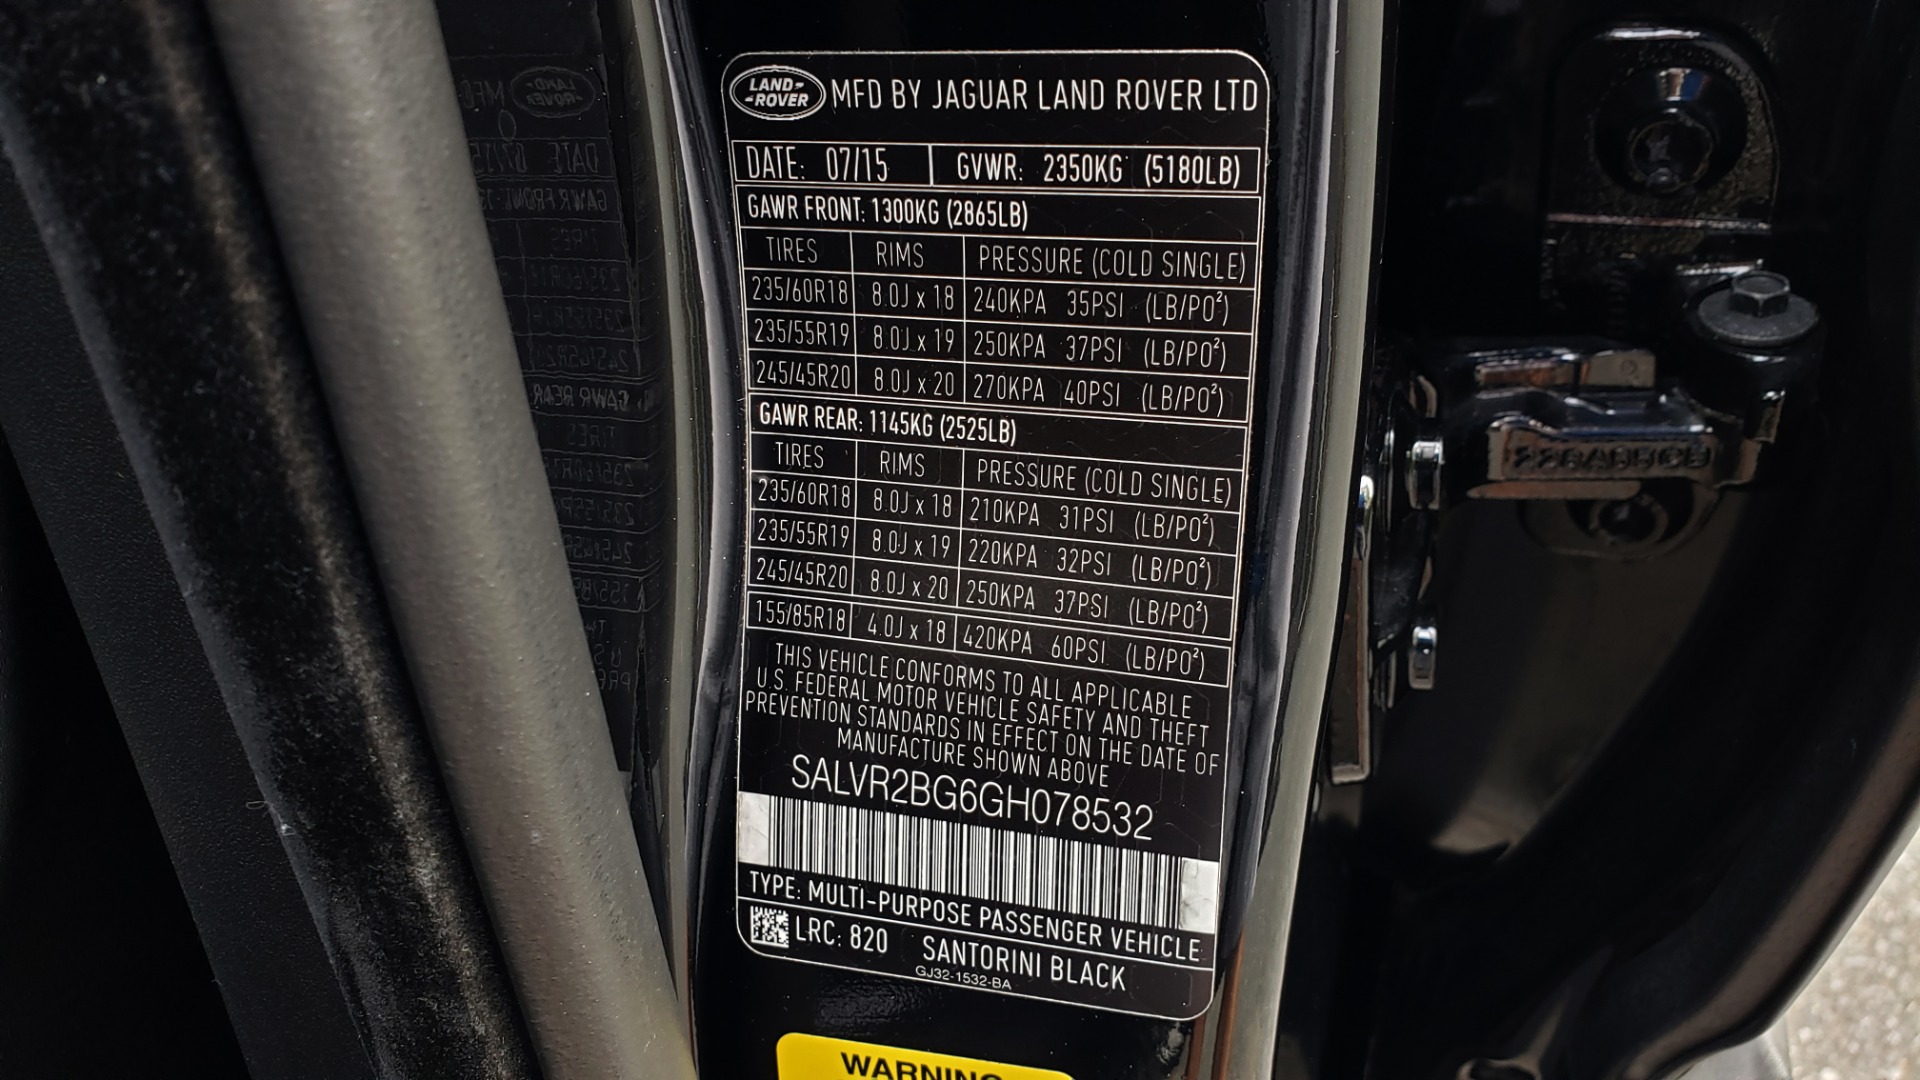 LAND-
-ROVER
MFD BY JAGUAR LAND ROVER LTD
DATE: 07/15 GVWR: 2350KG (5180LB)
GAWR FRONT: 1300KG (2865LB)
TIRES RIMS PRESSURE (COLD SINGLE)
235/60R18 8.0J x 18 240KPA 35PSI (LB/PO²)
235/55R19 8.0J x 19 250KPA 37PSI (LB/PO²)
245/45R20 8.0J x 20 270KPA 40PSI (LB/PO²)
GAWR REAR: 1145KG (2525LB)
TIRES RIMS PRESSURE (COLD SINGLE)
235/60R18 8.0J x 18 210KPA 31PSI (LB/PO²)
235/55R19 8.0J x 19 220KPA 32PSI (LB/PO²)
245/45R20 8.0J x 20 250KPA 37PSI (LB/PO²)
155/85R18 4.0J x 18 420KPA 60PSI (LB/PO²)
THIS VEHICLE CONFORMS TO ALL APPLICABLE
U.S. FEDERAL MOTOR VEHICLE SAFETY AND THEFT
PREVENTION STANDARDS IN EFFECT ON THE DATE OF
MANUFACTURE SHOWN ABOVE
SALVR2BG6GH078532
TYPE: MULTI-PURPOSE PASSENGER VEHICLE
LRC: 820 SANTORINI BLACK
GJ32-1532-BA
WARNING